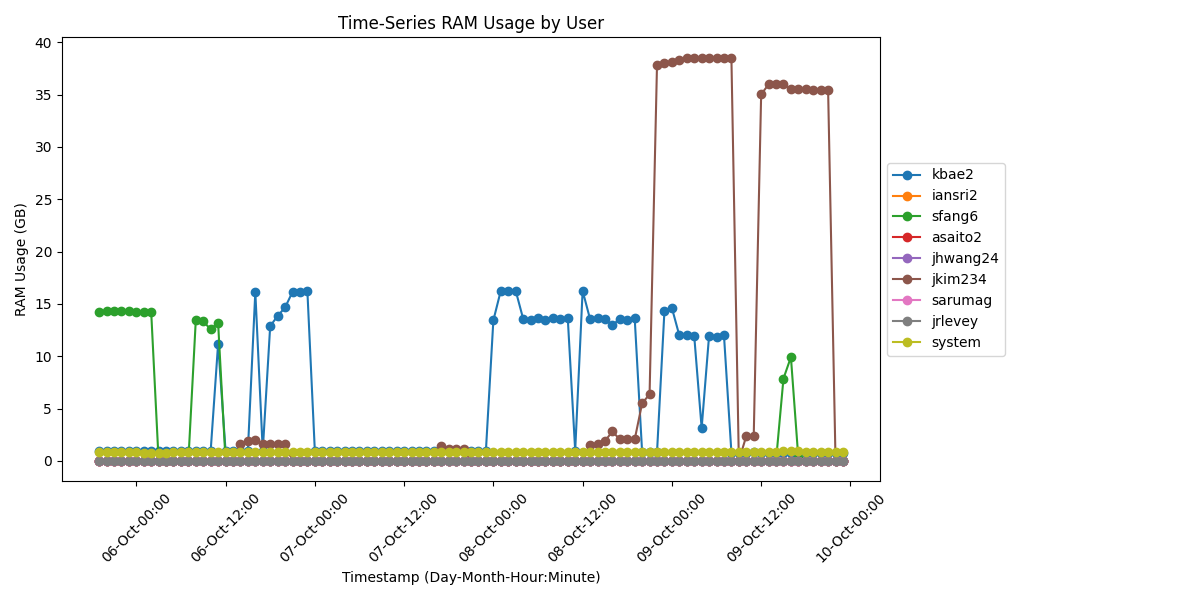 Time-Series RAM Usage by User
RAM Usage (GB)
40
35
30
25
20
15
10
5
0
06-Oct-00:00
06-Oct-12:00
07-Oct-00:00
07-Oct-12:00
08-Oct-00:00
08-Oct-12:00
09-Oct-00:00
09-Oct-12:00
10-Oct-00:00
Timestamp (Day-Month-Hour:Minute)
kbae2
iansri2
sfang6
asaito2
jhwang24
jkim234
sarumag
jrlevey
system